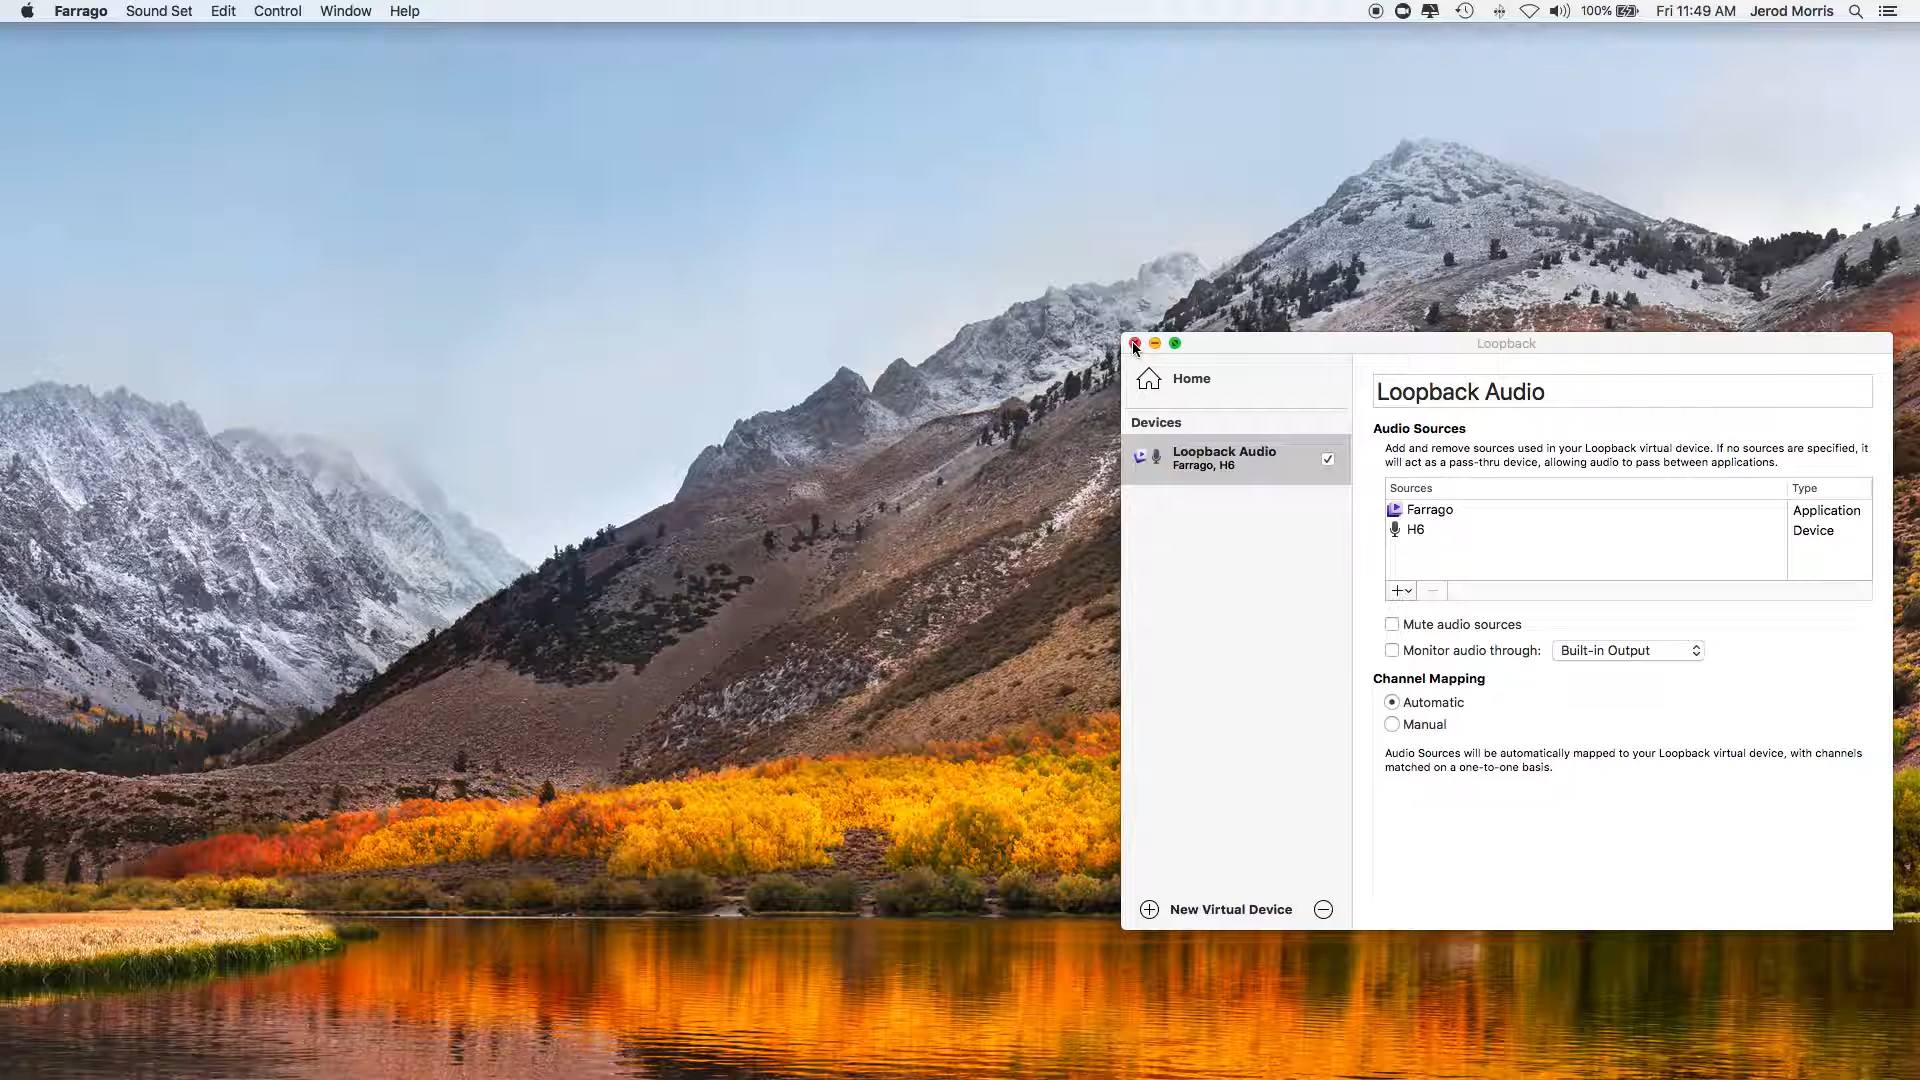 Farrago Sound Set Edit Control Window Help 100% Fri 11:49 AM Jerod Morris
Loopback
Home
Devices
Loopback Audio
Farrago, H6
New Virtual Device
Loopback Audio
Audio Sources
Add and remove sources used in your Loopback virtual device. If no sources are specified, it
will act as a pass-thru device, allowing audio to pass between applications.
Sources Type
Farrago Application
H6 Device
Mute audio sources
Monitor audio through: Built-in Output
Channel Mapping
Automatic
Manual
Audio Sources will be automatically mapped to your Loopback virtual device, with channels
matched on a one-to-one basis.